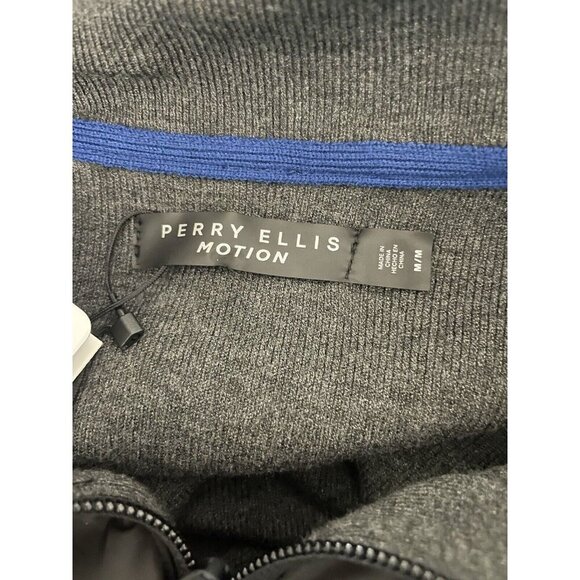 PERRY ELLIS
MOTION
MADE IN
CHINA
HECHO EN
CHINA
M/M